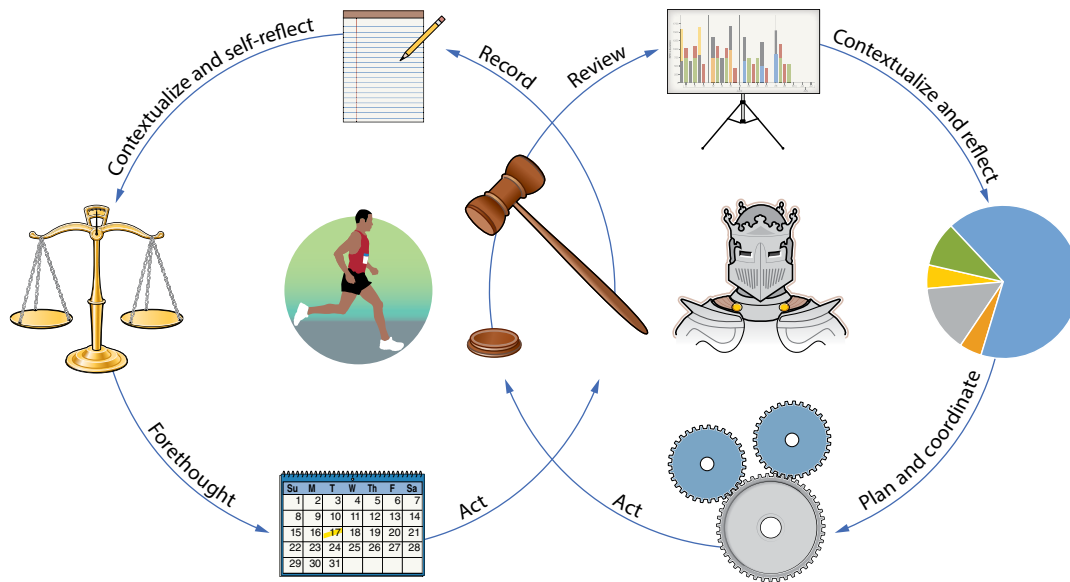 Contextualize and self-reflect
Record
Review
Contextualize and reflect
Forethought
Act
Act
Plan and coordinate
Su M T W Th F Sa
1 2 3 4 5 6 7
8 9 10 11 12 13 14
15 16 17 18 19 20 21
22 23 24 25 26 27 28
29 30 31